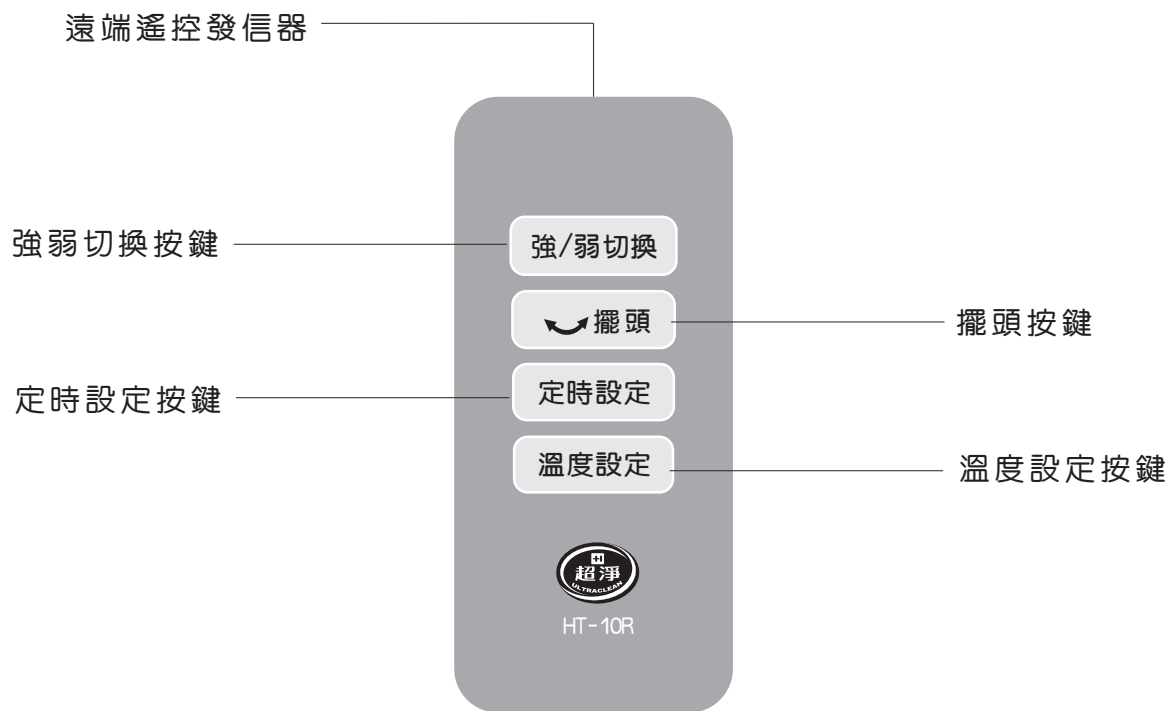 遠端遙控發信器
強弱切換按鍵
強/弱切換
擺頭
擺頭按鍵
定時設定按鍵
定時設定
溫度設定
溫度設定按鍵
超淨
ULTRACLEAN
HT-10R